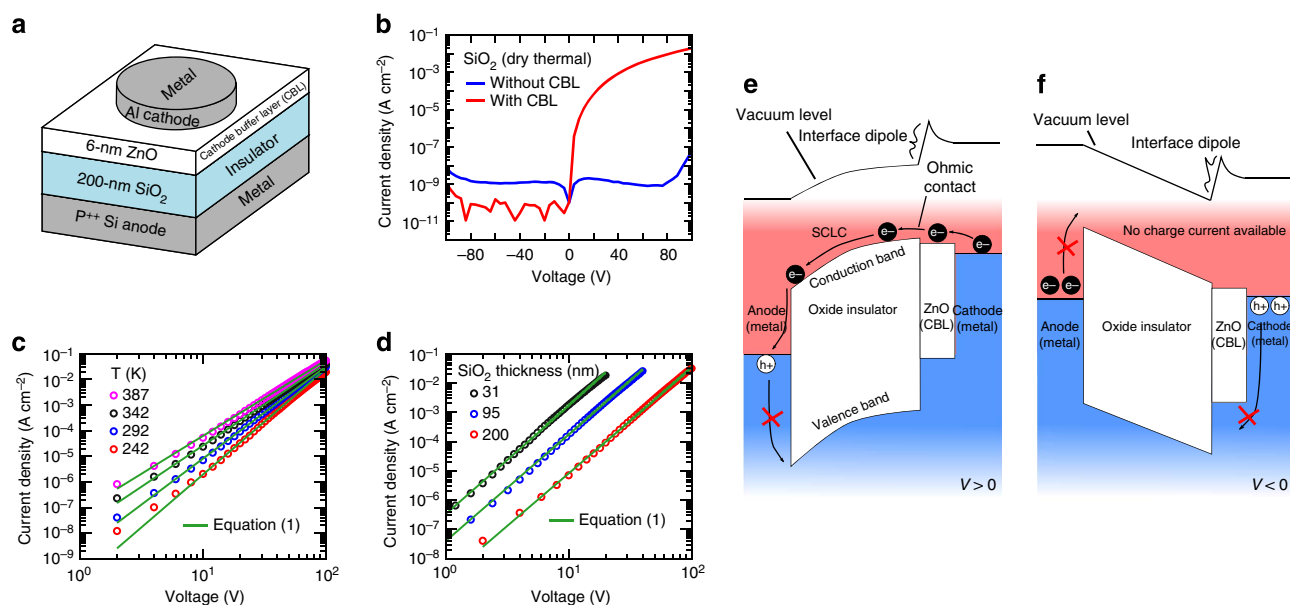 a
Metal
Al cathode
6-nm ZnO
Cathode buffer layer (CBL)
200-nm SiO2
Insulator
P++ Si anode
Metal
b
Current density (A cm−2)
10−1
10−3
10−5
10−7
10−9
10−11
SiO2 (dry thermal)
Without CBL
With CBL
−80 −40 0 40 80
Voltage (V)
c
Current density (A cm−2)
10−1
10−2
10−3
10−4
10−5
10−6
10−7
10−8
10−9
T (K)
387
342
292
242
Equation (1)
100 101 102
Voltage (V)
d
Current density (A cm−2)
10−1
10−2
10−3
10−4
10−5
10−6
10−7
10−8
SiO2 thickness (nm)
31
95
200
Equation (1)
100 101 102
Voltage (V)
e
Vacuum level
Interface dipole
Ohmic
contact
SCLC
e−
e−
e−
e−
Conduction band
Anode
(metal)
Oxide insulator
ZnO
(CBL)
Cathode
(metal)
h+
Valence band
V > 0
f
Vacuum level
Interface dipole
No charge current available
e−
e−
h+
h+
Anode
(metal)
Oxide insulator
ZnO
(CBL)
Cathode
(metal)
V < 0